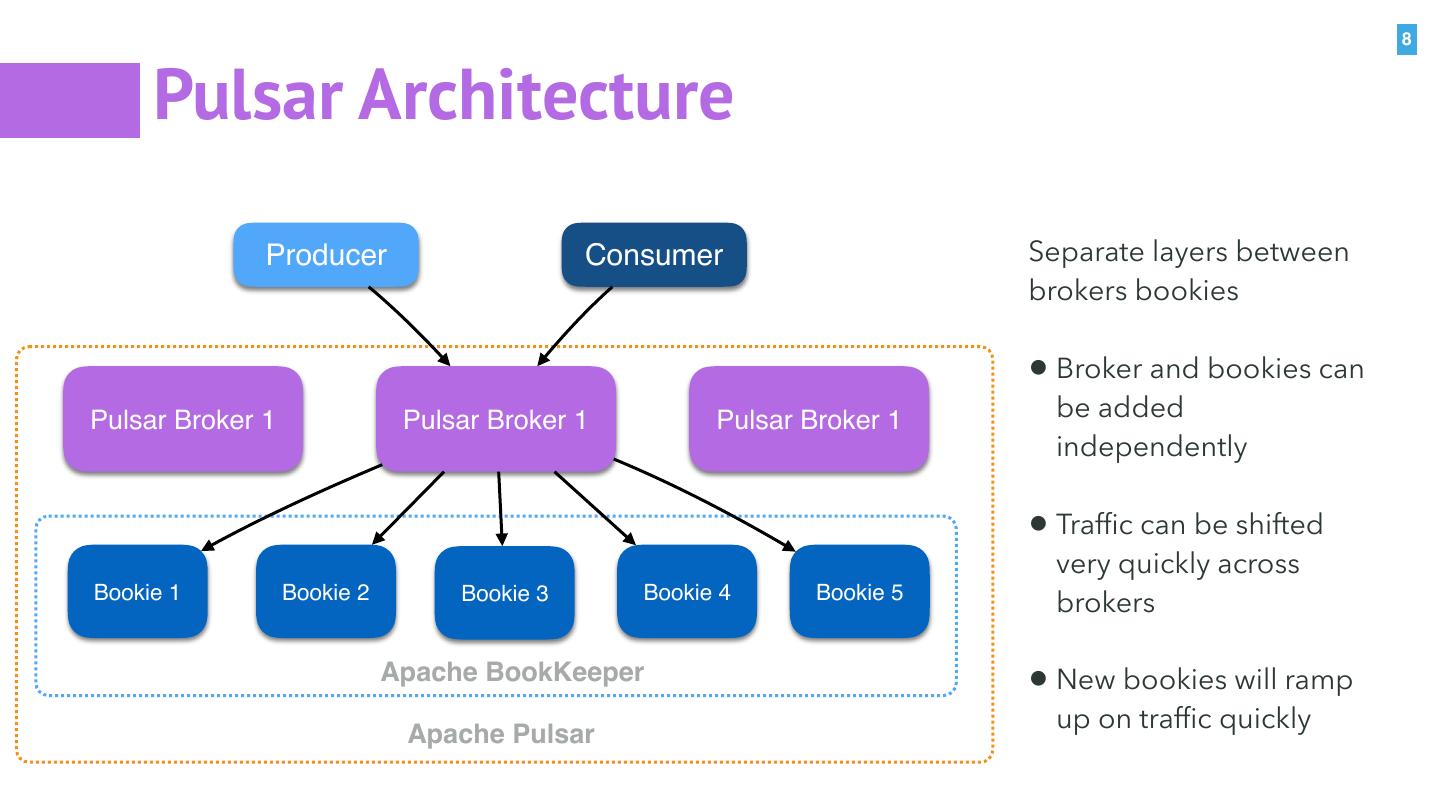 8
Pulsar Architecture
Producer
Consumer
Pulsar Broker 1
Pulsar Broker 1
Pulsar Broker 1
Bookie 1
Bookie 2
Bookie 3
Bookie 4
Bookie 5
Apache BookKeeper
Apache Pulsar
Separate layers between
brokers bookies
● Broker and bookies can
be added
independently
● Traffic can be shifted
very quickly across
brokers
● New bookies will ramp
up on traffic quickly